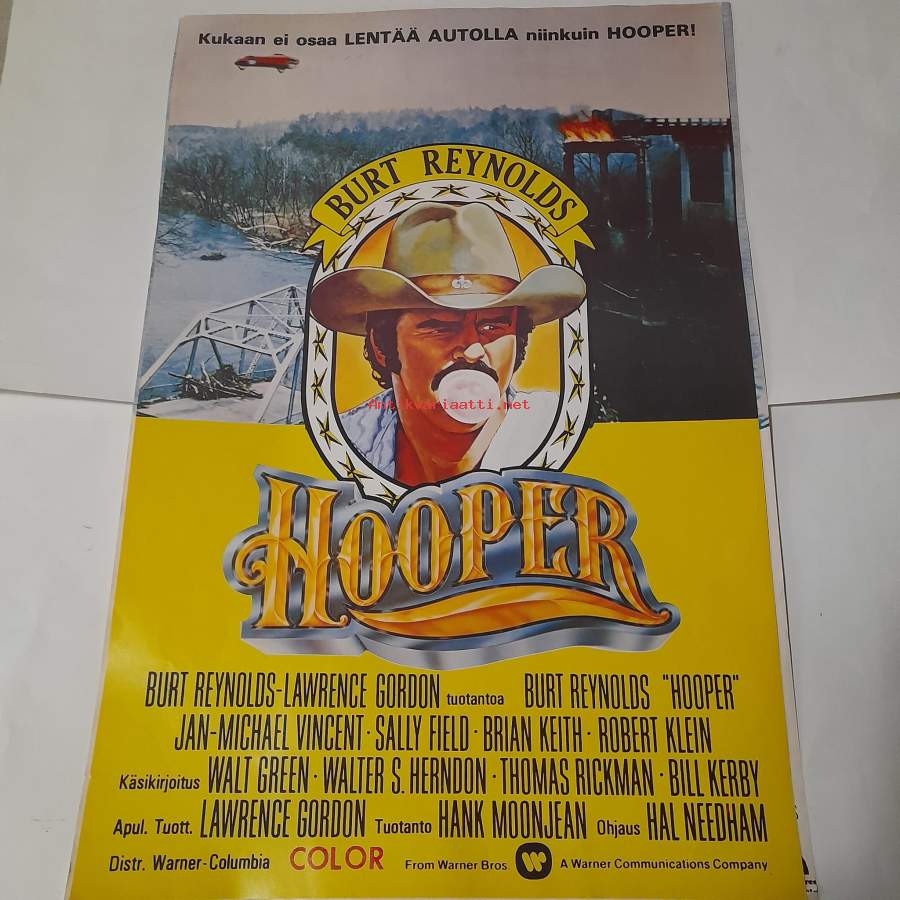 Kukaan ei osaa LENTÄÄ AUTOLLA niinkuin HOOPER!
BURT REYNOLDS
Antikvariaatti.net
HOOPER
BURT REYNOLDS-LAWRENCE GORDON tuotantoa BURT REYNOLDS "HOOPER"
JAN-MICHAEL VINCENT · SALLY FIELD · BRIAN KEITH · ROBERT KLEIN
Käsikirjoitus WALT GREEN · WALTER S. HERNDON · THOMAS RICKMAN · BILL KERBY
Apul. Tuott. LAWRENCE GORDON Tuotanto HANK MOONJEAN Ohjaus HAL NEEDHAM
Distr. Warner-Columbia COLOR From Warner Bros. A Warner Communications Company